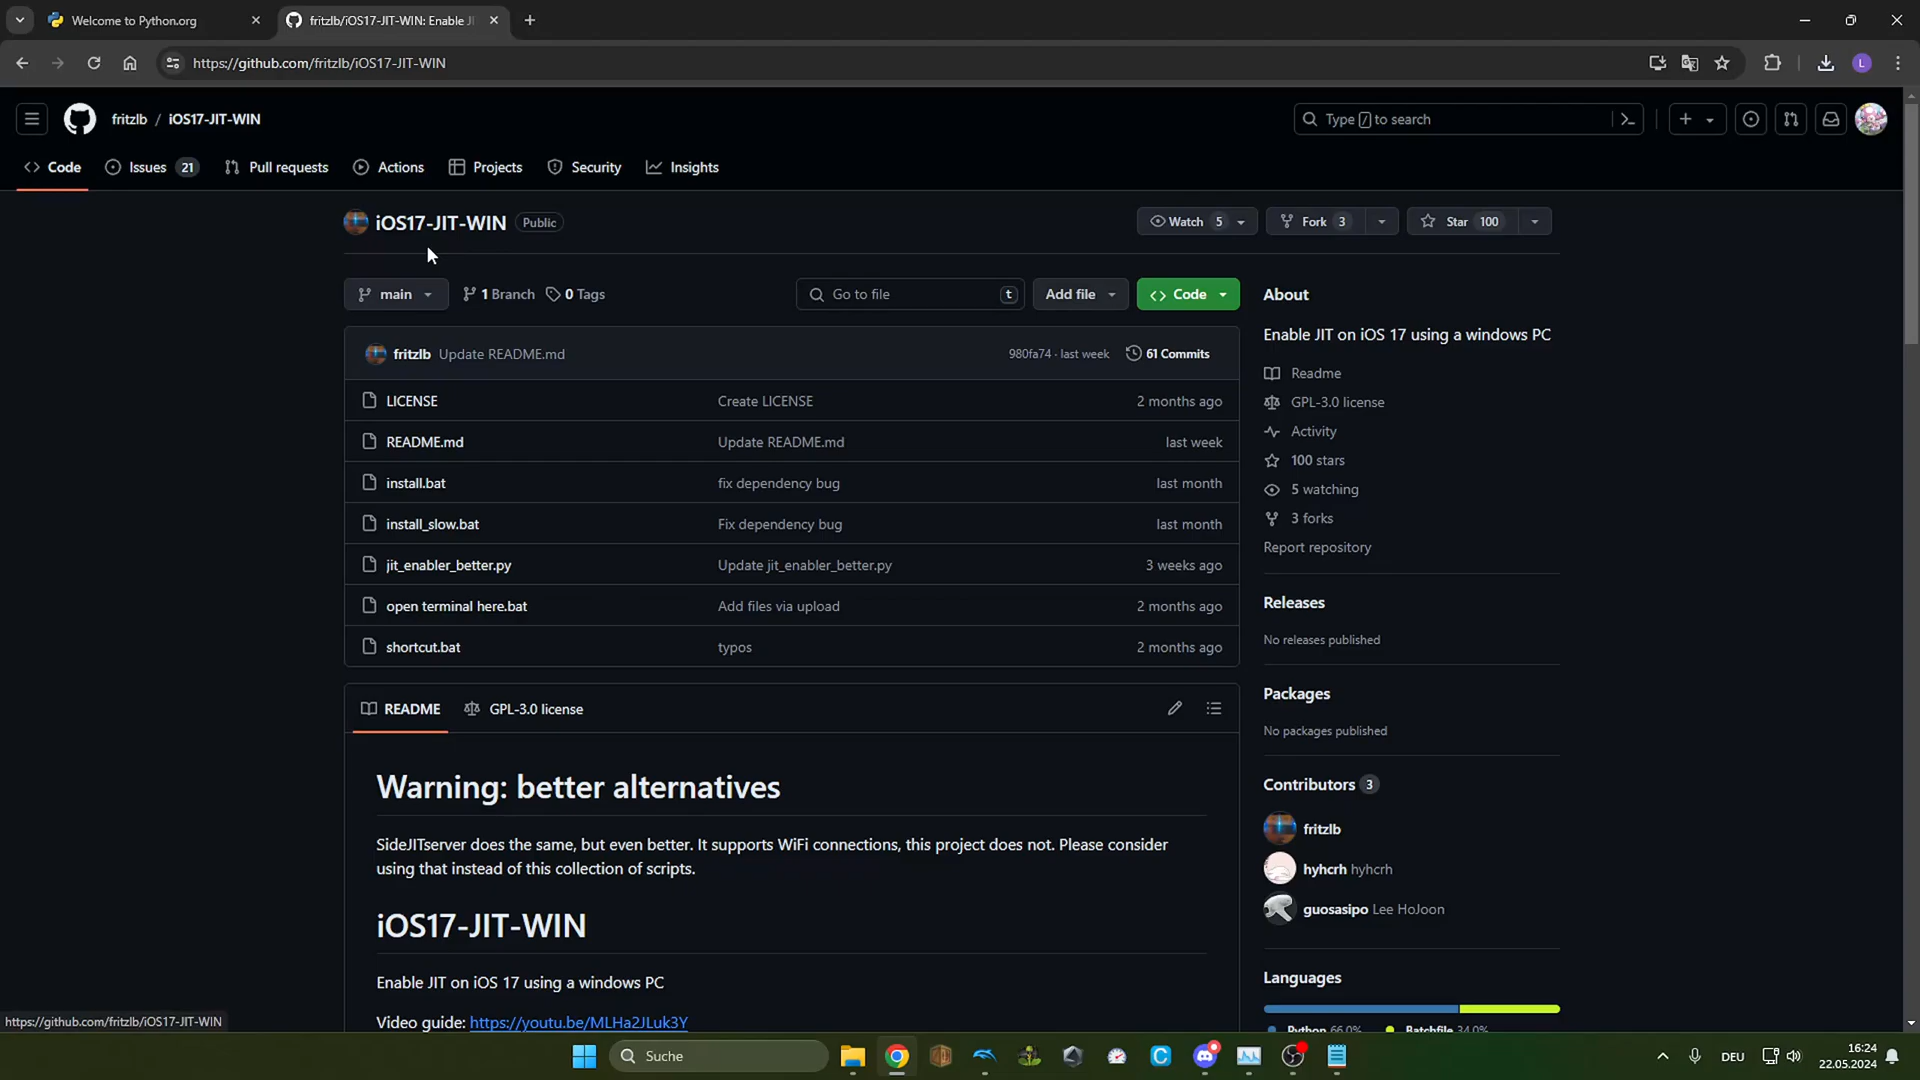 Welcome to Python.org
fritzlb/iOS17-JIT-WIN: Enable JI
https://github.com/fritzlb/iOS17-JIT-WIN
L
fritzlb / iOS17-JIT-WIN
Type / to search
Code
Issues 21
Pull requests
Actions
Projects
Security
Insights
iOS17-JIT-WIN Public
Watch 5
Fork 3
Star 100
main
1 Branch
0 Tags
Go to file t
Add file
Code
fritzlb Update README.md 980fa74 · last week 61 Commits
LICENSE Create LICENSE 2 months ago
README.md Update README.md last week
install.bat fix dependency bug last month
install_slow.bat Fix dependency bug last month
jit_enabler_better.py Update jit_enabler_better.py 3 weeks ago
open terminal here.bat Add files via upload 2 months ago
shortcut.bat typos 2 months ago
README GPL-3.0 license
Warning: better alternatives
SideJITserver does the same, but even better. It supports WiFi connections, this project does not. Please consider
using that instead of this collection of scripts.
iOS17-JIT-WIN
Enable JIT on iOS 17 using a windows PC
Video guide: https://youtu.be/MLHa2JLuk3Y
About
Enable JIT on iOS 17 using a windows PC
Readme
GPL-3.0 license
Activity
100 stars
5 watching
3 forks
Report repository
Releases
No releases published
Packages
No packages published
Contributors 3
fritzlb
hyhcrh hyhcrh
guosasipo Lee HoJoon
Languages
Python 66.0% Batchfile 34.0%
https://github.com/fritzlb/iOS17-JIT-WIN
Suche
DEU
16:24
22.05.2024